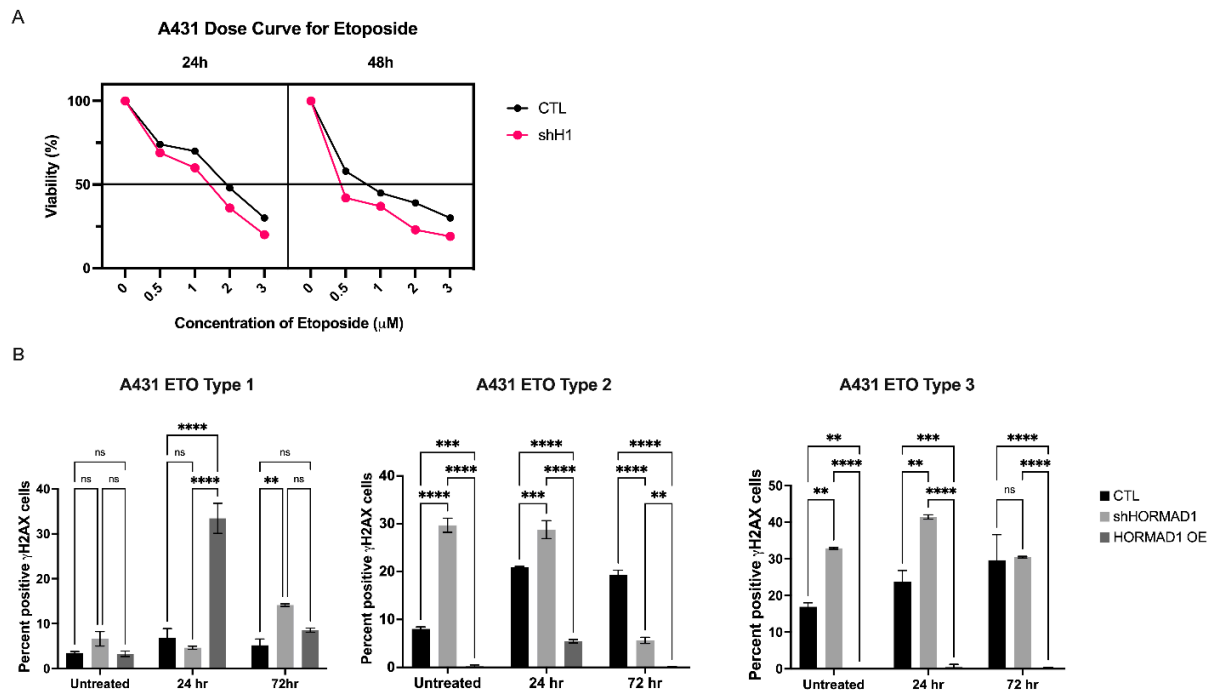 A
A431 Dose Curve for Etoposide
24h 48h
100
50
0
Viability (%)
0 0.5 1 2 3 0 0.5 1 2 3
Concentration of Etoposide (μM)
CTL
shH1
B
A431 ETO Type 1
Percent positive γH2AX cells
40
30
20
10
0
ns
ns ns
Untreated
****
ns ****
24 hr
ns
** ns
72hr
A431 ETO Type 2
Percent positive γH2AX cells
40
30
20
10
0
***
**** ****
Untreated
****
*** ****
24 hr
****
**** **
72 hr
A431 ETO Type 3
Percent positive γH2AX cells
50
40
30
20
10
0
**
** ****
Untreated
***
** ****
24 hr
****
ns ****
72 hr
CTL
shHORMAD1
HORMAD1 OE